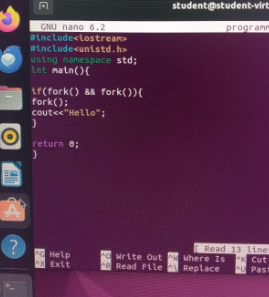 student@student-virt
GNU nano 6.2 programm
#include<iostream>
#include<unistd.h>
using namespace std;
int main(){
if(fork() && fork()){
fork();
cout<<"Hello";
}
return 0;
}
[ Read 13 line
^G Help ^O Write Out ^W Where Is ^K Cut
^X Exit ^R Read File ^\ Replace ^U Past